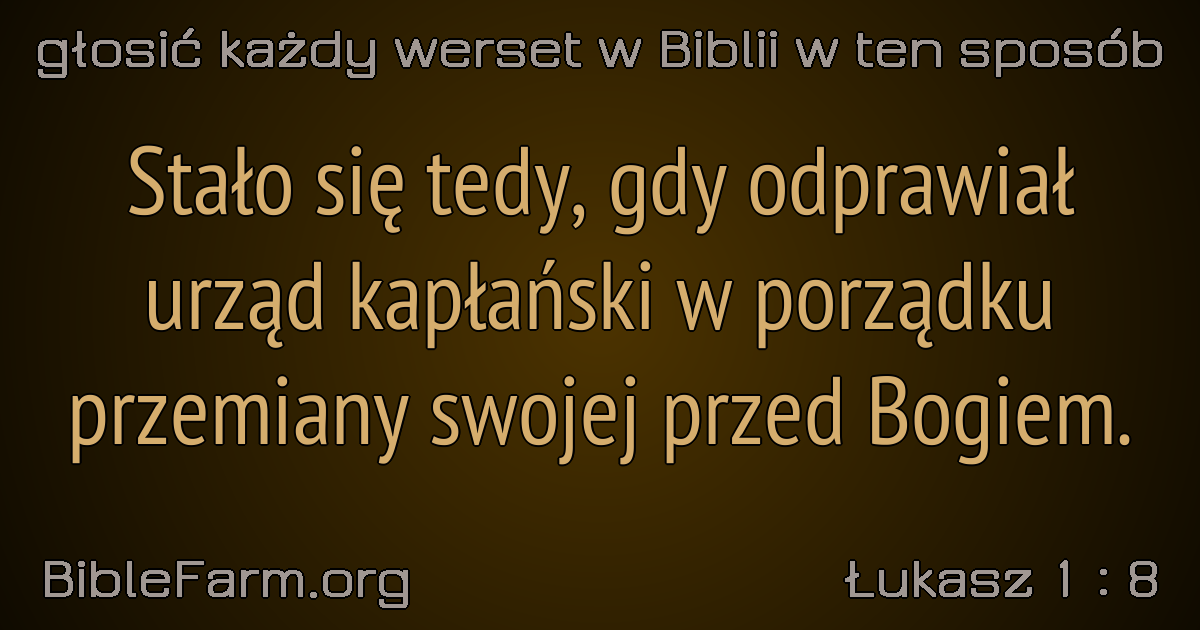 głosić każdy werset w Biblii w ten sposób
Stało się tedy, gdy odprawiał
urząd kapłański w porządku
przemiany swojej przed Bogiem.
BibleFarm.org
Łukasz 1 : 8